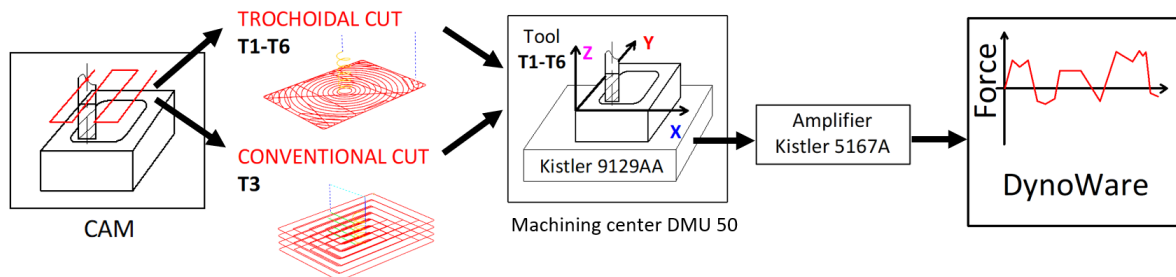 TROCHOIDAL CUT
T1-T6
CONVENTIONAL CUT
T3
CAM
Tool
T1-T6
Z
Y
X
Kistler 9129AA
Machining center DMU 50
Amplifier
Kistler 5167A
Force
DynoWare